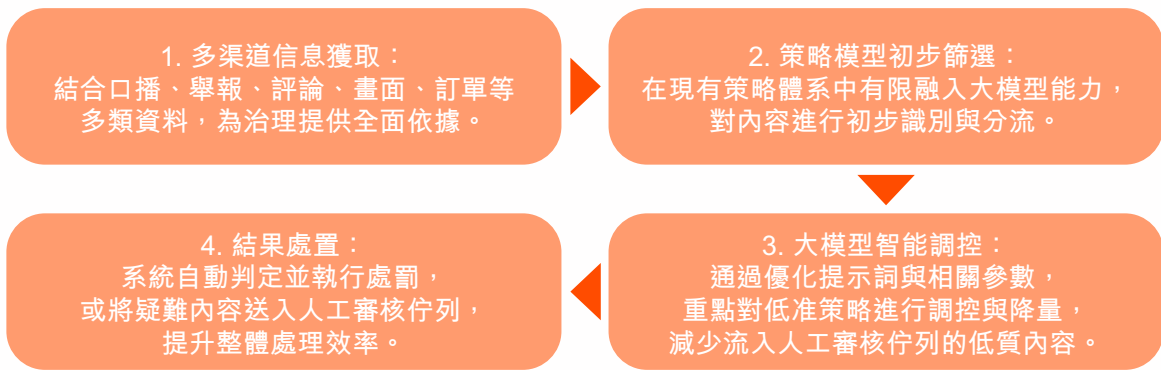 1. 多渠道信息獲取：
結合口播、舉報、評論、畫面、訂單等
多類資料，為治理提供全面依據。
2. 策略模型初步篩選：
在現有策略體系中有限融入大模型能力，
對內容進行初步識別與分流。
3. 大模型智能調控：
通過優化提示詞與相關參數，
重點對低准策略進行調控與降量，
減少流入人工審核佇列的低質內容。
4. 結果處置：
系統自動判定並執行處罰，
或將疑難內容送入人工審核佇列，
提升整體處理效率。